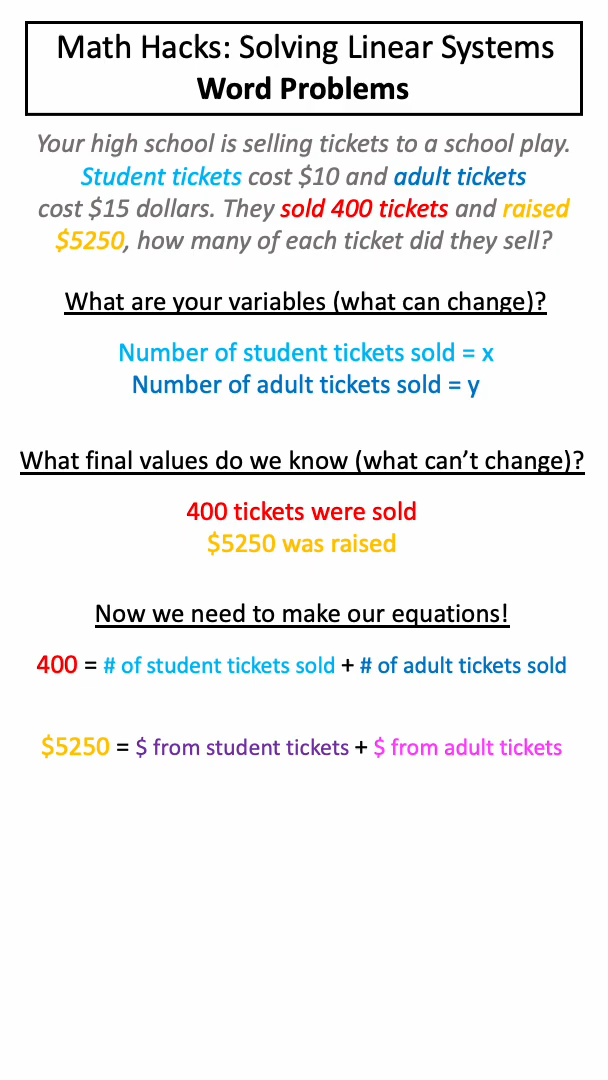 Math Hacks: Solving Linear Systems
Word Problems
Your high school is selling tickets to a school play.
Student tickets cost $10 and adult tickets
cost $15 dollars. They sold 400 tickets and raised
$5250, how many of each ticket did they sell?
What are your variables (what can change)?
Number of student tickets sold = x
Number of adult tickets sold = y
What final values do we know (what can’t change)?
400 tickets were sold
$5250 was raised
Now we need to make our equations!
400 = # of student tickets sold + # of adult tickets sold
$5250 = $ from student tickets + $ from adult tickets